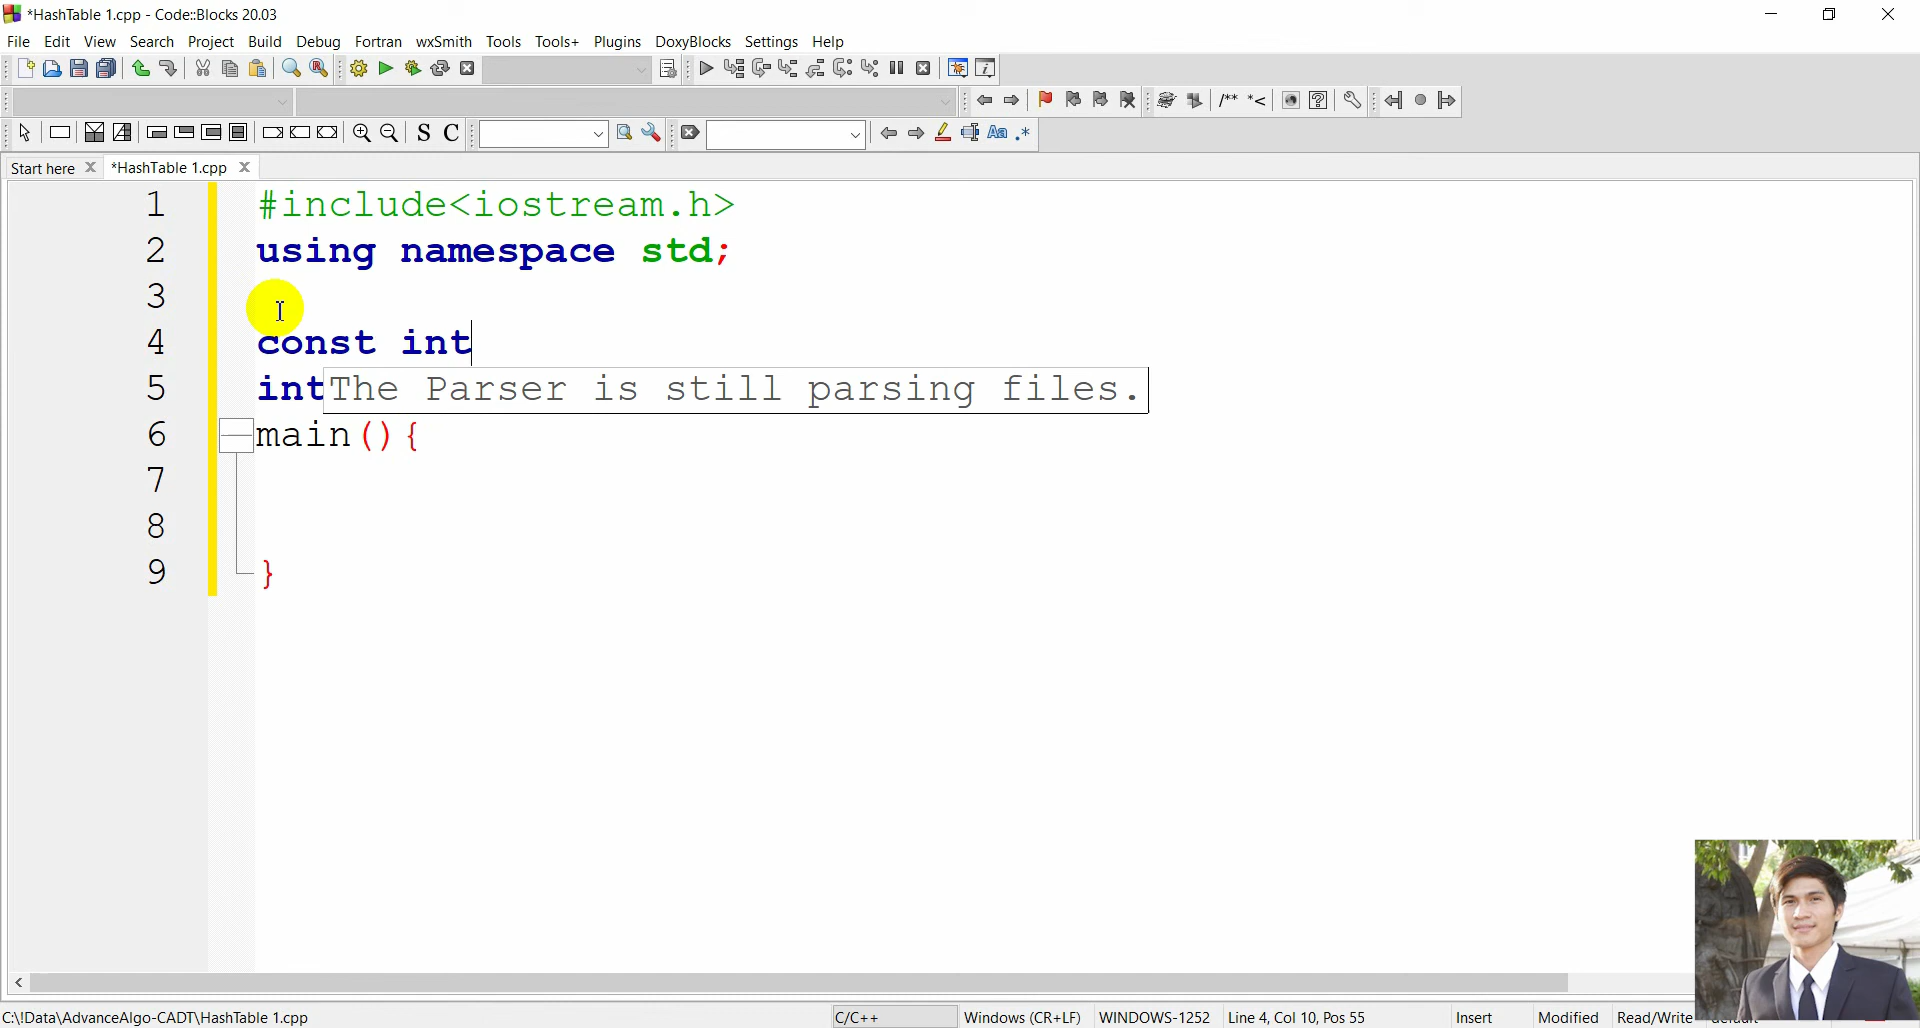 *HashTable 1.cpp - Code::Blocks 20.03
File Edit View Search Project Build Debug Fortran wxSmith Tools Tools+ Plugins DoxyBlocks Settings Help
/** *<
S C
Aa .*
Start here *HashTable 1.cpp
1 #include<iostream.h>
2 using namespace std;
3
4 const int
5 int The Parser is still parsing files.
6 main(){
7
8
9 }
C:\!Data\AdvanceAlgo-CADT\HashTable 1.cpp C/C++ Windows (CR+LF) WINDOWS-1252 Line 4, Col 10, Pos 55 Insert Modified Read/Write default